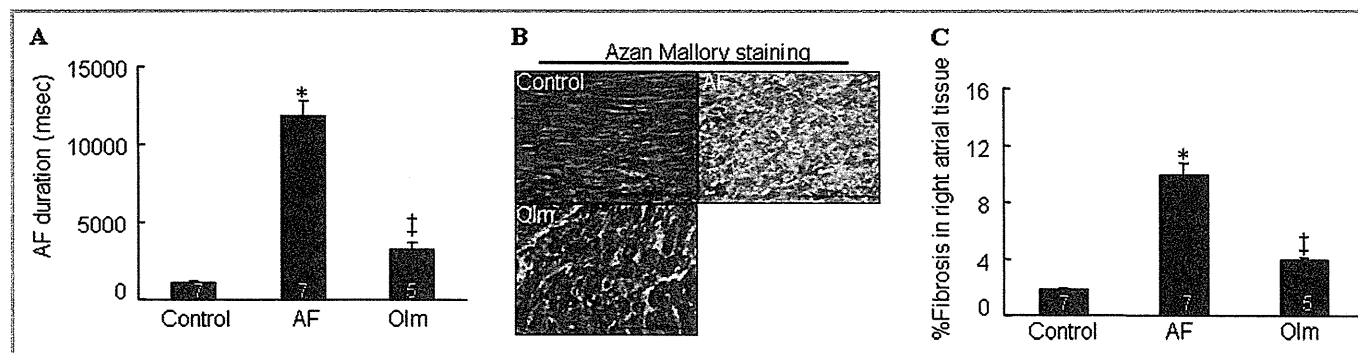 A
AF duration (msec)
15000
10000
5000
0
*
‡
7
7
5
Control
AF
Olm
B
Azan Mallory staining
Control
AF
Olm
C
%Fibrosis in right atrial tissue
16
12
8
4
0
*
‡
7
7
5
Control
AF
Olm